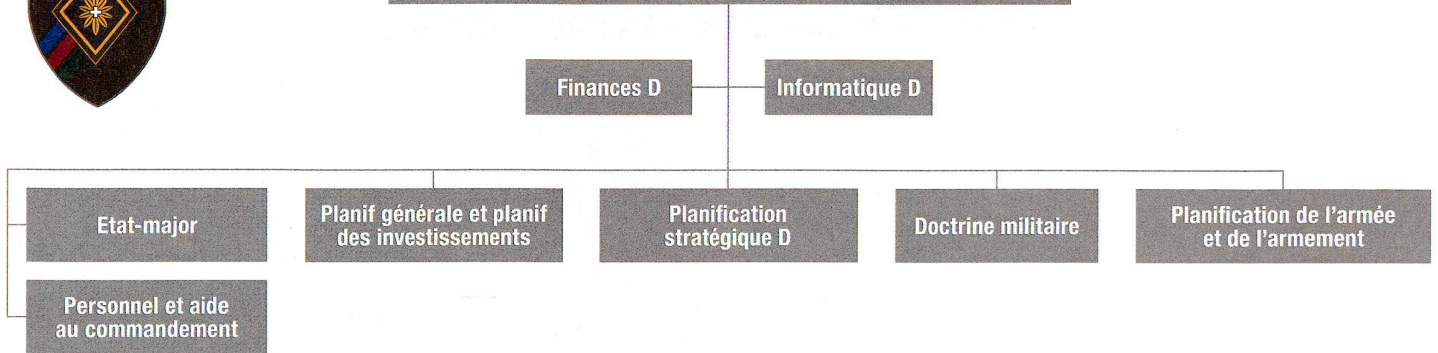 Finances D
Informatique D
Etat-major
Planif générale et planif
des investissements
Planification
stratégique D
Doctrine militaire
Planification de l'armée
et de l'armement
Personnel et aide
au commandement